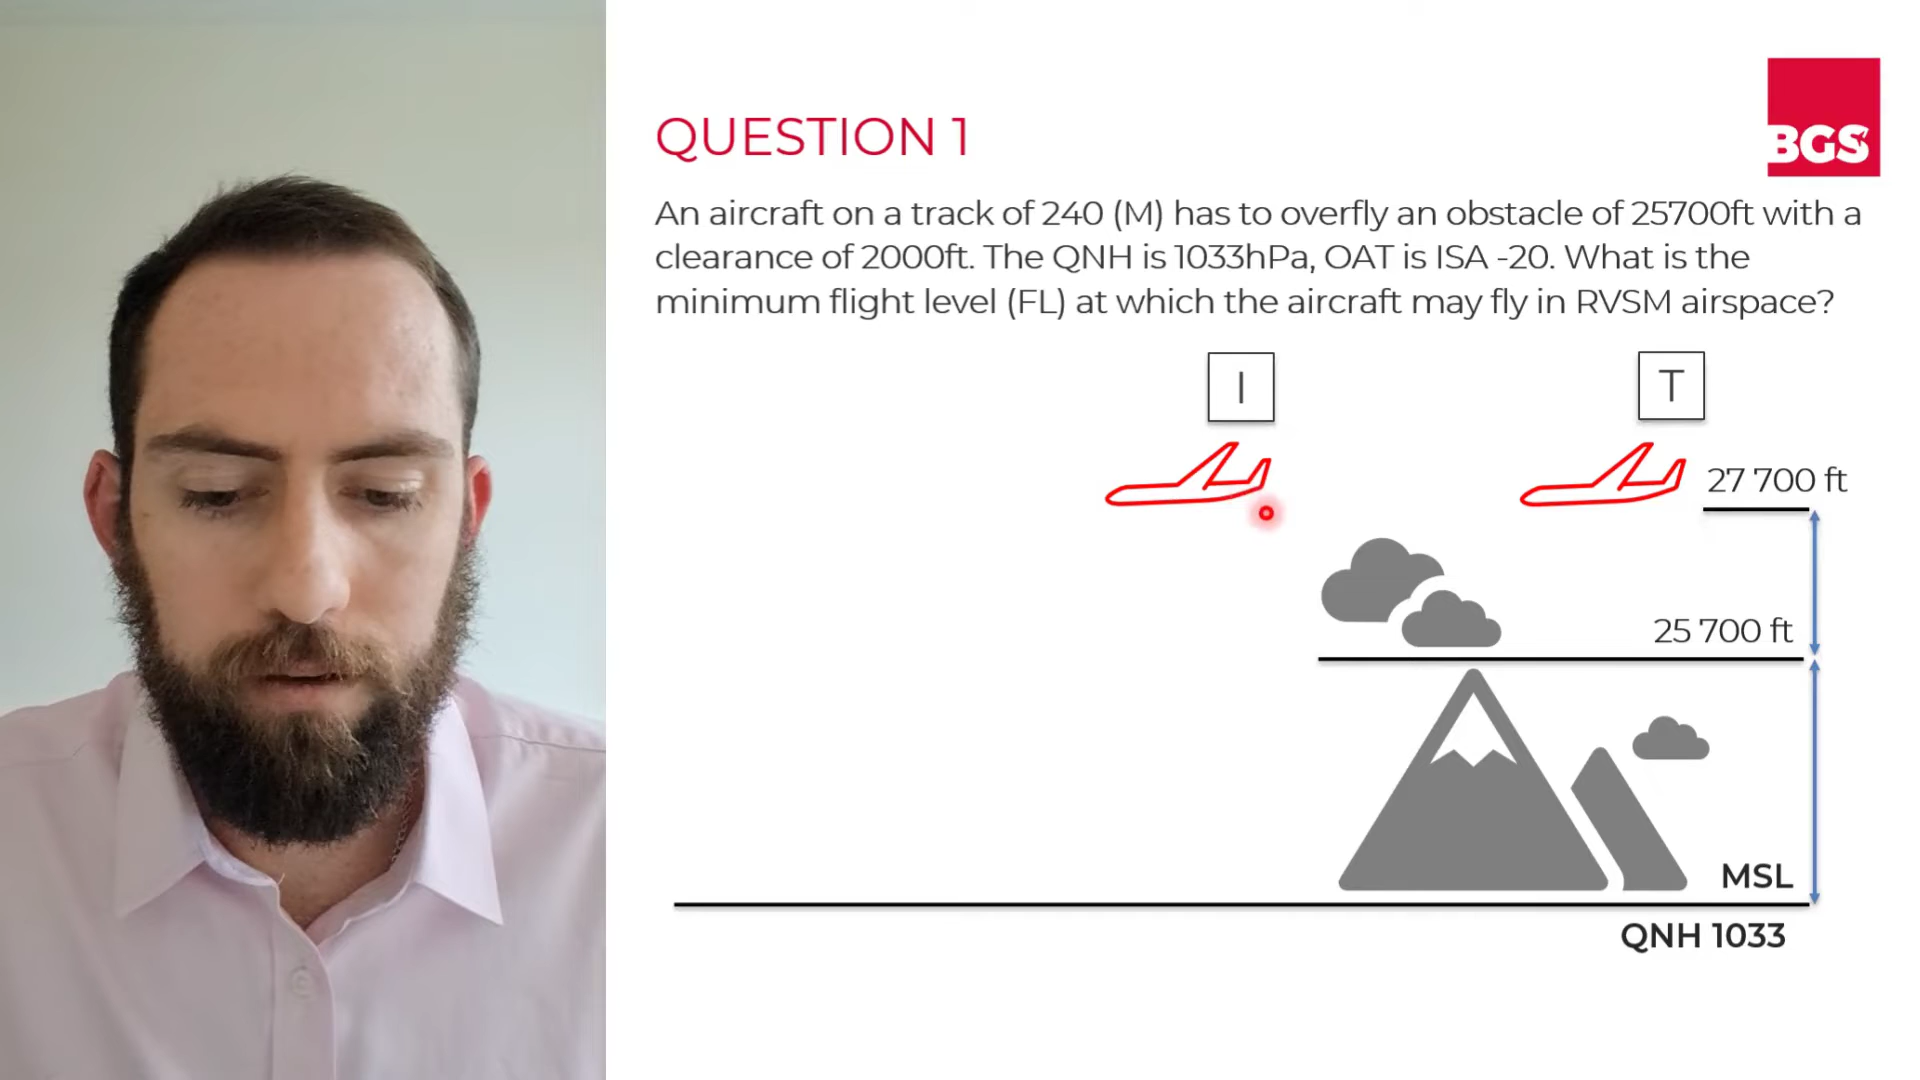 BGS
QUESTION 1
An aircraft on a track of 240 (M) has to overfly an obstacle of 25700ft with a
clearance of 2000ft. The QNH is 1033hPa, OAT is ISA -20. What is the
minimum flight level (FL) at which the aircraft may fly in RVSM airspace?
I
T
27 700 ft
25 700 ft
MSL
QNH 1033